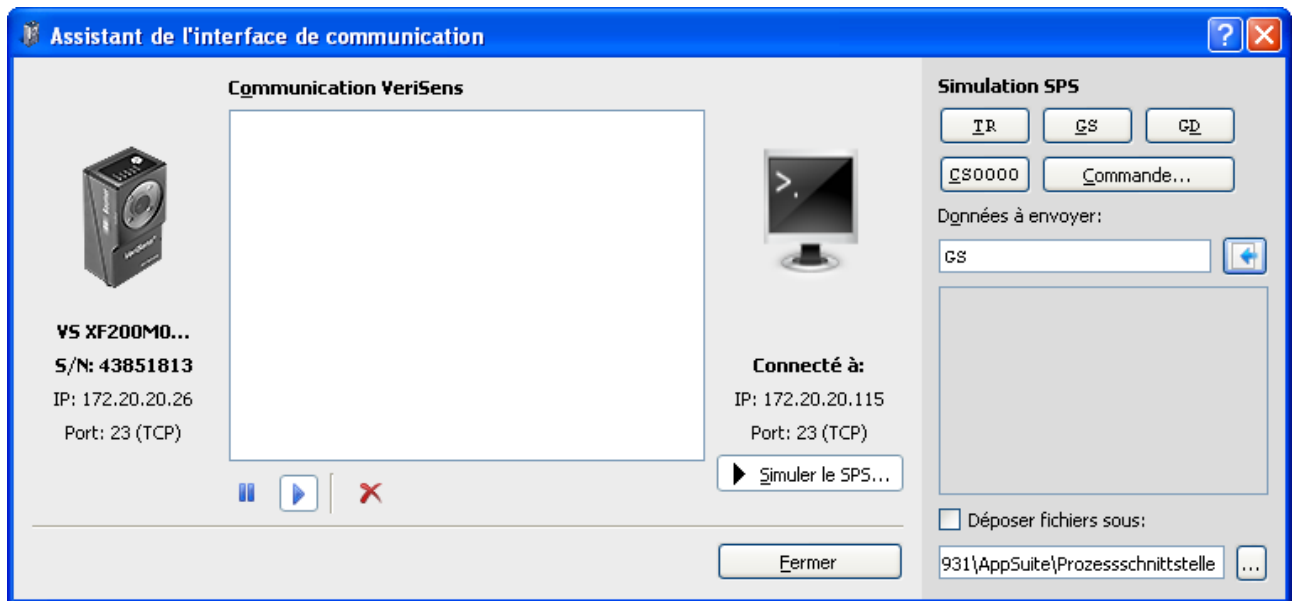 Assistant de l'interface de communication
Communication VeriSens
VeriSens
VS XF200M0...
S/N: 43851813
IP: 172.20.20.26
Port: 23 (TCP)
>.
Connecté à:
IP: 172.20.20.115
Port: 23 (TCP)
Simuler le SPS...
Fermer
Simulation SPS
TR GS GD
CS0000 Commande...
Données à envoyer:
GS
Déposer fichiers sous:
931\AppSuite\Prozessschnittstelle ...